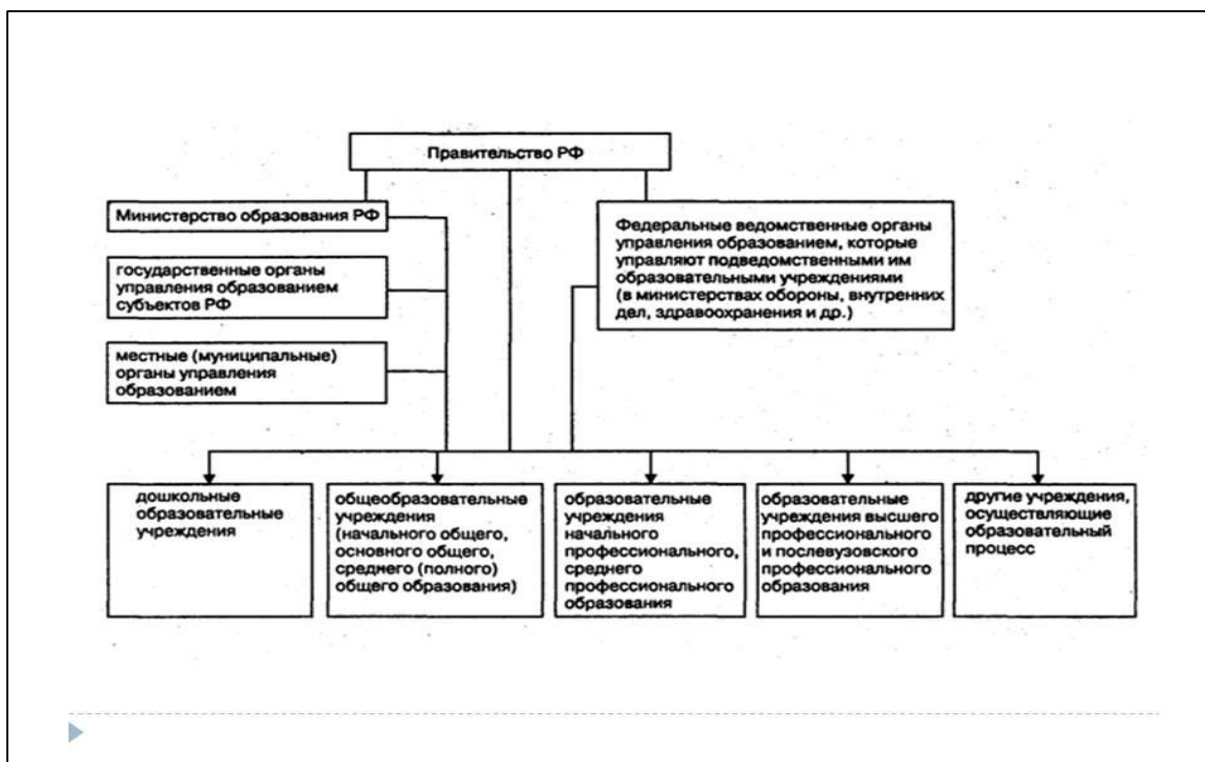 Правительство РФ
Министерство образования РФ
государственные органы
управления образованием
субъектов РФ
местные (муниципальные)
органы управления
образованием
Федеральные ведомственные органы
управления образованием, которые
управляют подведомственными им
образовательными учреждениями
(в министерствах обороны, внутренних
дел, здравоохранения и др.)
дошкольные
образовательные
учреждения
общеобразовательные
учреждения
(начального общего,
основного общего,
среднего (полного)
общего образования)
образовательные
учреждения
начального
профессионального,
среднего
профессионального
образования
образовательные
учреждения высшего
профессионального
и послевузовского
профессионального
образования
другие учреждения,
осуществляющие
образовательный
процесс